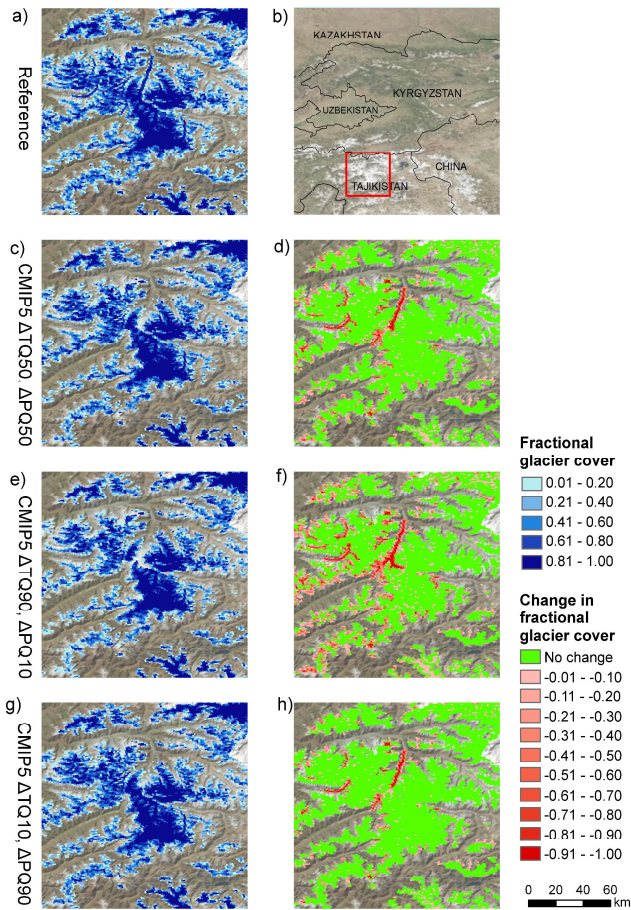 a)
b)
Reference
KAZAKHSTAN
KYRGYZSTAN
UZBEKISTAN
CHINA
TAJIKISTAN
c)
d)
CMIP5 ΔTQ50, ΔPQ50
e)
f)
CMIP5 ΔTQ90, ΔPQ10
g)
h)
CMIP5 ΔTQ10, ΔPQ90
Fractional
glacier cover
0.01 - 0.20
0.21 - 0.40
0.41 - 0.60
0.61 - 0.80
0.81 - 1.00
Change in
fractional
glacier cover
No change
-0.01 - -0.10
-0.11 - -0.20
-0.21 - -0.30
-0.31 - -0.40
-0.41 - -0.50
-0.51 - -0.60
-0.61 - -0.70
-0.71 - -0.80
-0.81 - -0.90
-0.91 - -1.00
0 20 40 60
km